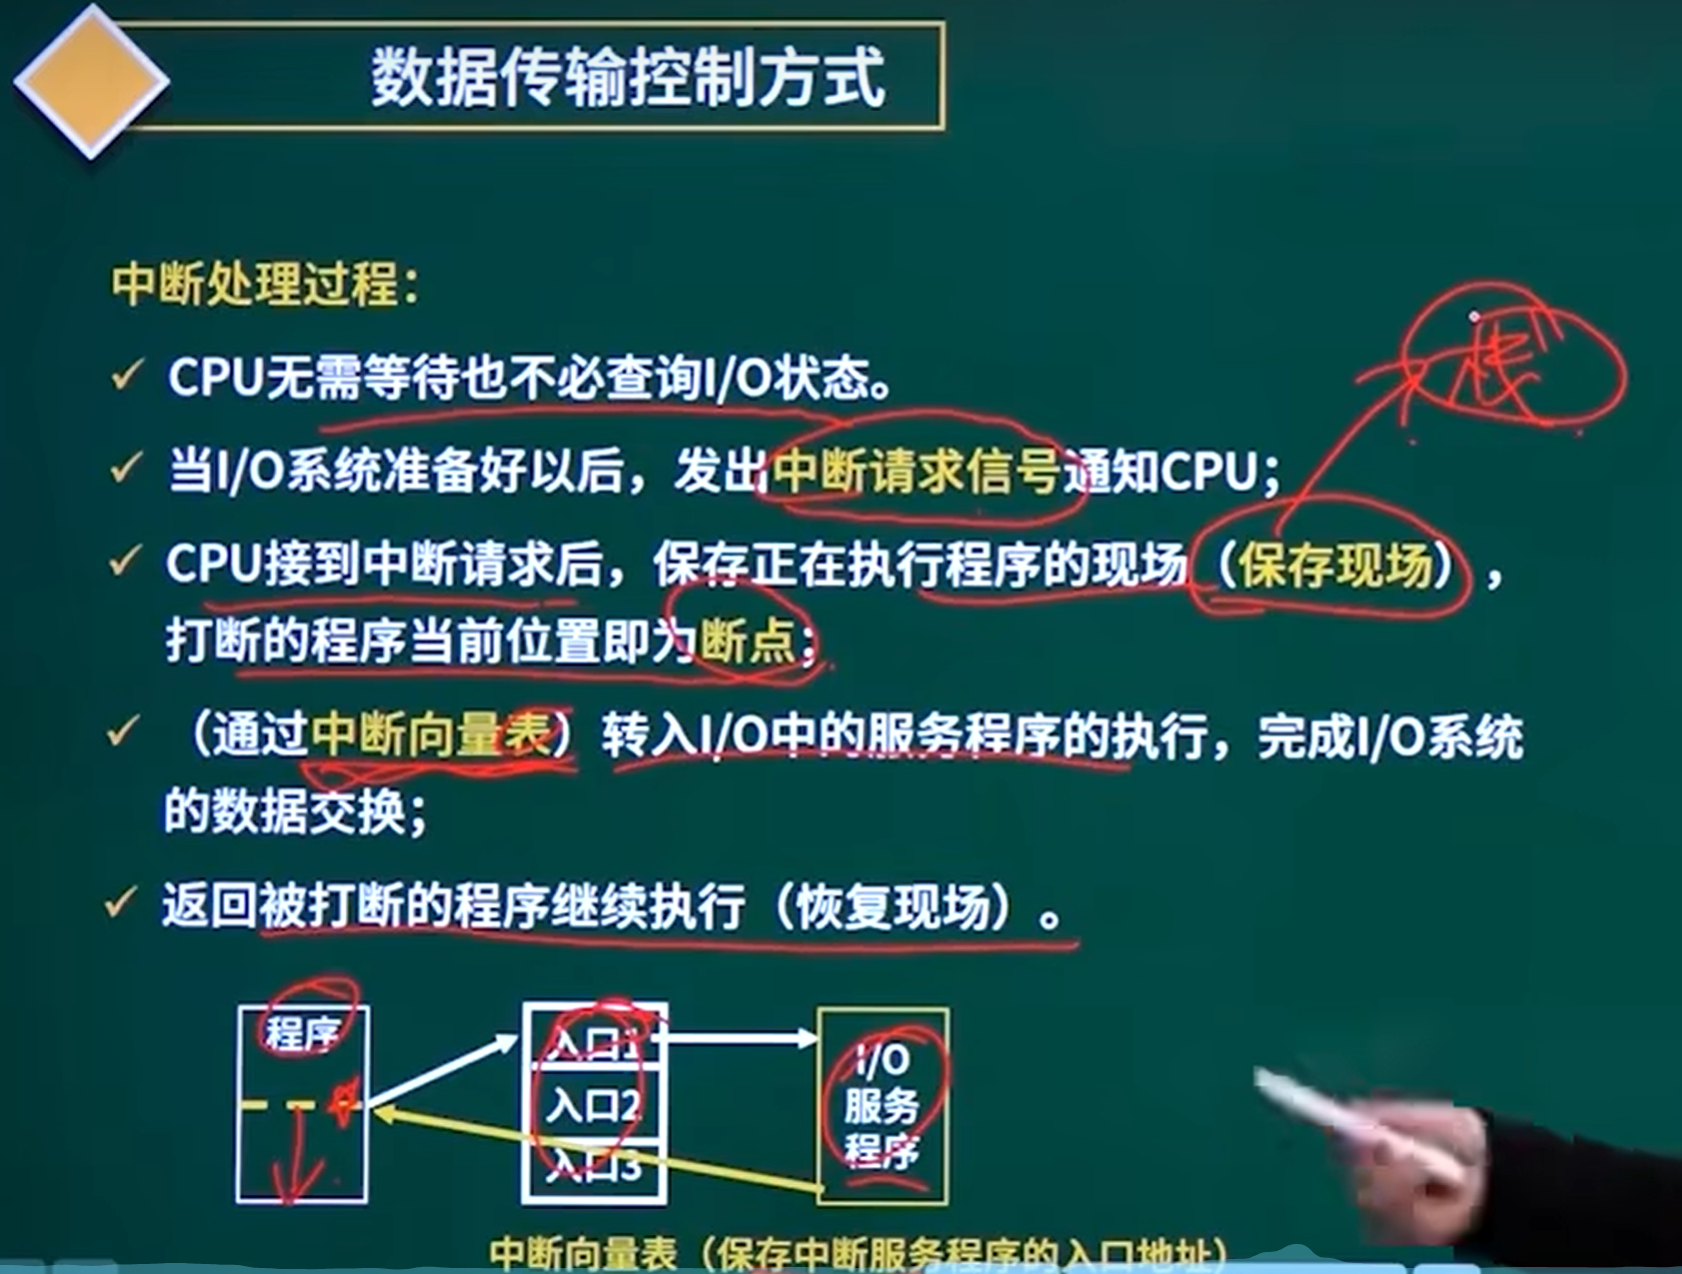 数据传输控制方式
中断处理过程：
✓ CPU无需等待也不必查询I/O状态。
✓ 当I/O系统准备好以后，发出中断请求信号通知CPU；
栈
✓ CPU接到中断请求后，保存正在执行程序的现场（保存现场），
打断的程序当前位置即为断点；
✓ （通过中断向量表）转入I/O中的服务程序的执行，完成I/O系统
的数据交换；
✓ 返回被打断的程序继续执行（恢复现场）。
程序
入口1
入口2
入口3
I/O
服务
程序
中断向量表（保存中断服务程序的入口地址）